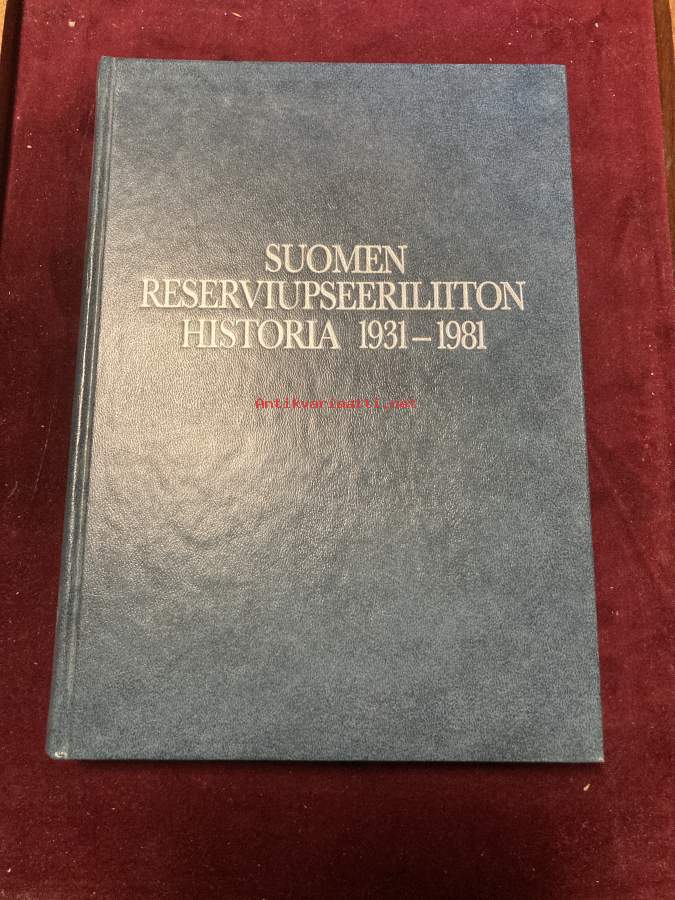 SUOMEN
RESERVIUPSEERILIITON
HISTORIA 1931–1981
Antikvariaatti.net